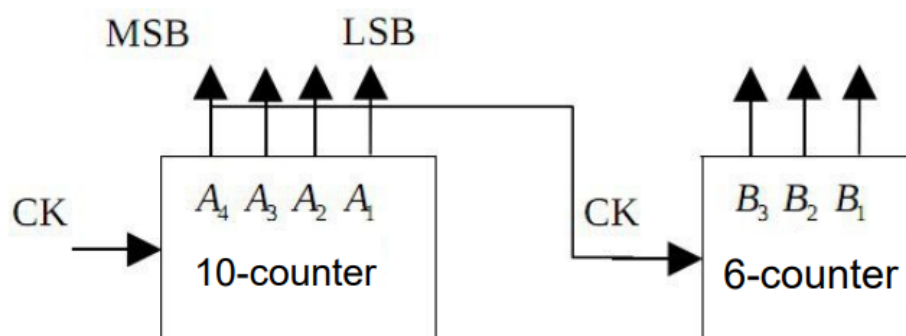 MSB LSB
CK A₄ A₃ A₂ A₁ CK B₃ B₂ B₁
10-counter 6-counter